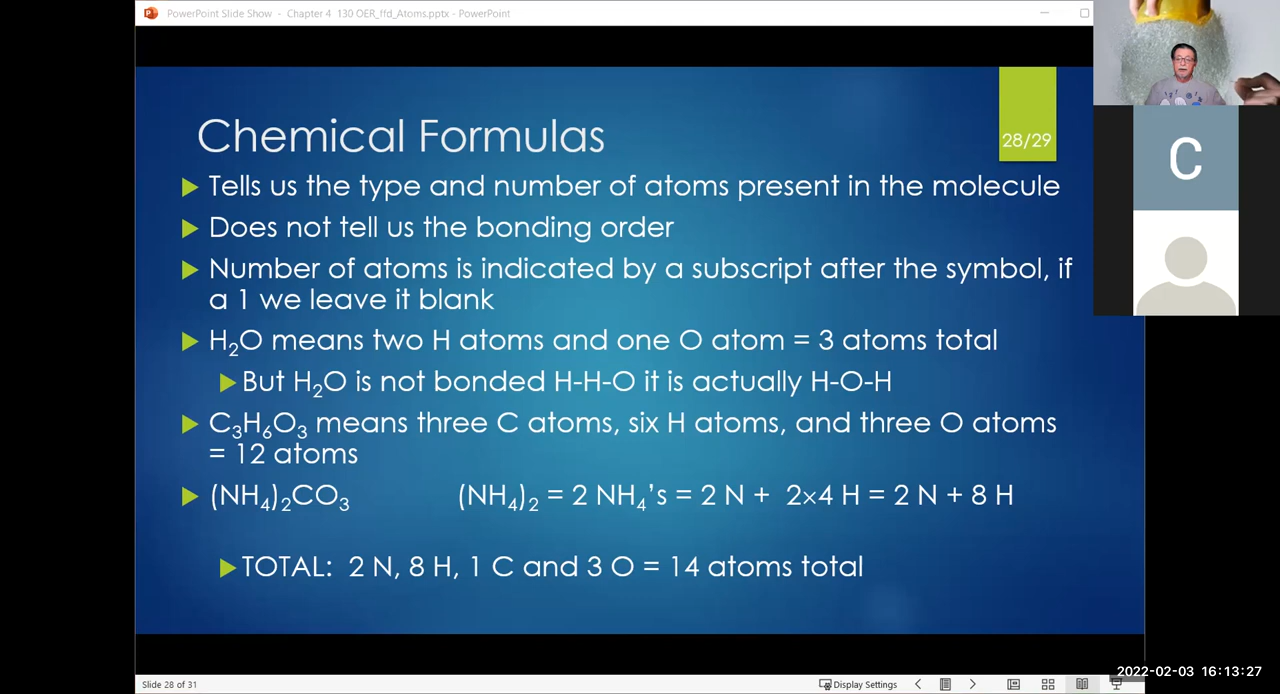 PowerPoint Slide Show - Chapter 4 130 OER_ffd_Atoms.pptx - PowerPoint
Chemical Formulas
28/29
Tells us the type and number of atoms present in the molecule
Does not tell us the bonding order
Number of atoms is indicated by a subscript after the symbol, if
a 1 we leave it blank
H₂O means two H atoms and one O atom = 3 atoms total
But H₂O is not bonded H-H-O it is actually H-O-H
C₃H₆O₃ means three C atoms, six H atoms, and three O atoms
= 12 atoms
(NH₄)₂CO₃ (NH₄)₂ = 2 NH₄’s = 2 N + 2×4 H = 2 N + 8 H
TOTAL: 2 N, 8 H, 1 C and 3 O = 14 atoms total
C
2022-02-03 16:13:27
Slide 28 of 31
Display Settings